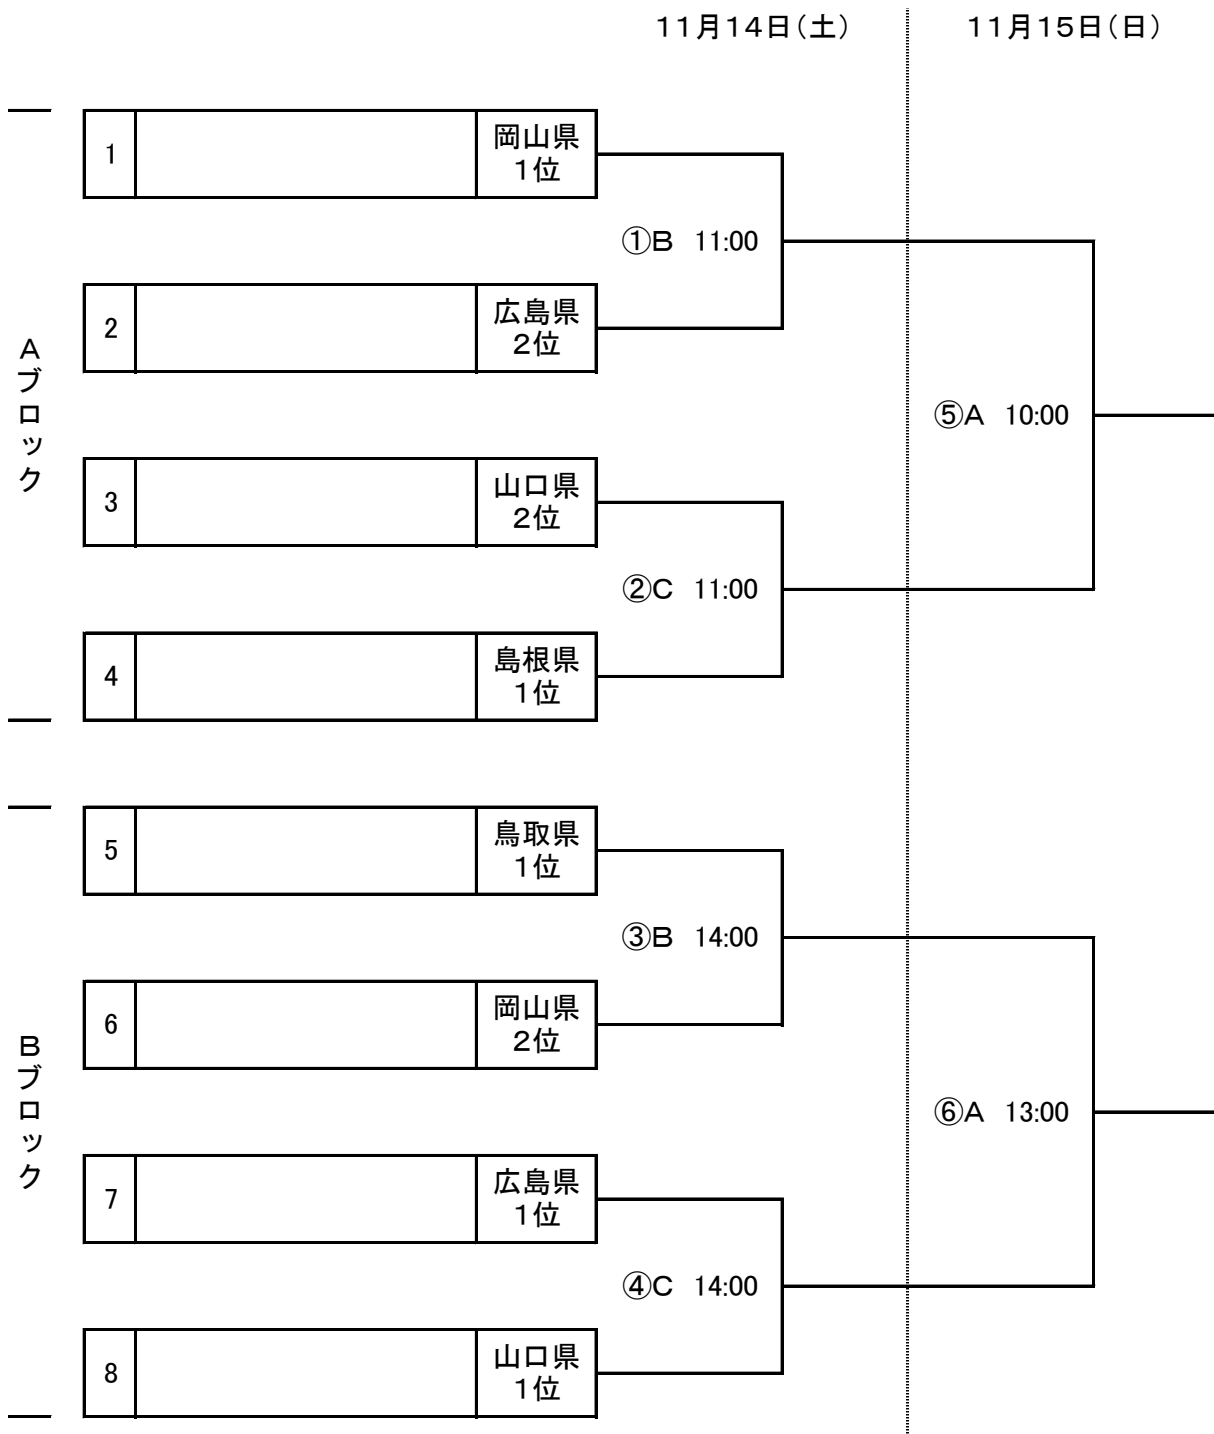 11月14日(土)
11月15日(日)
Aブロック
1
岡山県
1位
①B 11:00
2
広島県
2位
⑤A 10:00
3
山口県
2位
②C 11:00
4
島根県
1位
Bブロック
5
鳥取県
1位
③B 14:00
6
岡山県
2位
⑥A 13:00
7
広島県
1位
④C 14:00
8
山口県
1位